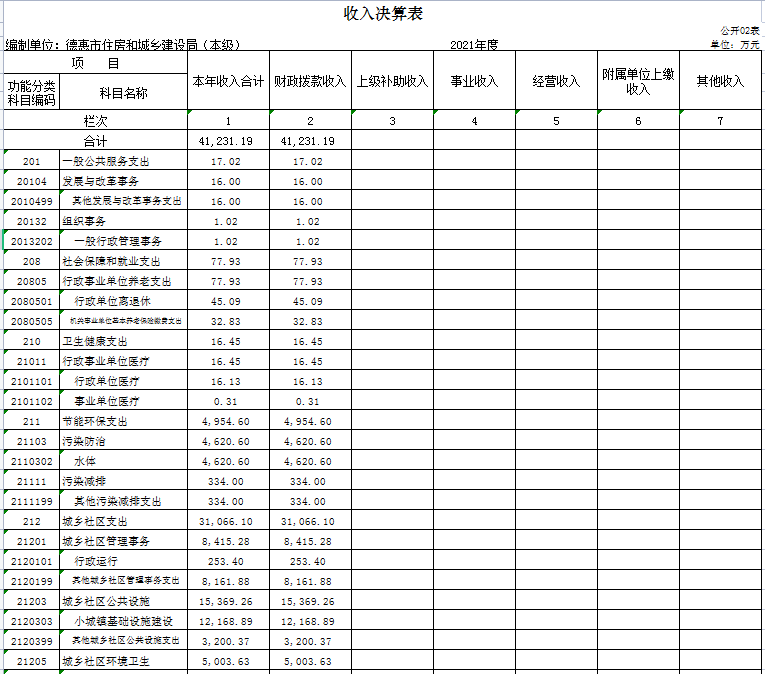 收入决算表
公开02表
编制单位：德惠市住房和城乡建设局（本级） 2021年度 单位：万元
项 目 本年收入合计 财政拨款收入 上级补助收入 事业收入 经营收入 附属单位上缴收入 其他收入
功能分类科目编码 科目名称
栏次 1 2 3 4 5 6 7
合计 41,231.19 41,231.19
201 一般公共服务支出 17.02 17.02
20104 发展与改革事务 16.00 16.00
2010499 其他发展与改革事务支出 16.00 16.00
20132 组织事务 1.02 1.02
2013202 一般行政管理事务 1.02 1.02
208 社会保障和就业支出 77.93 77.93
20805 行政事业单位养老支出 77.93 77.93
2080501 行政单位离退休 45.09 45.09
2080505 机关事业单位基本养老保险缴费支出 32.83 32.83
210 卫生健康支出 16.45 16.45
21011 行政事业单位医疗 16.45 16.45
2101101 行政单位医疗 16.13 16.13
2101102 事业单位医疗 0.31 0.31
211 节能环保支出 4,954.60 4,954.60
21103 污染防治 4,620.60 4,620.60
2110302 水体 4,620.60 4,620.60
21111 污染减排 334.00 334.00
2111199 其他污染减排支出 334.00 334.00
212 城乡社区支出 31,066.10 31,066.10
21201 城乡社区管理事务 8,415.28 8,415.28
2120101 行政运行 253.40 253.40
2120199 其他城乡社区管理事务支出 8,161.88 8,161.88
21203 城乡社区公共设施 15,369.26 15,369.26
2120303 小城镇基础设施建设 12,168.89 12,168.89
2120399 其他城乡社区公共设施支出 3,200.37 3,200.37
21205 城乡社区环境卫生 5,003.63 5,003.63